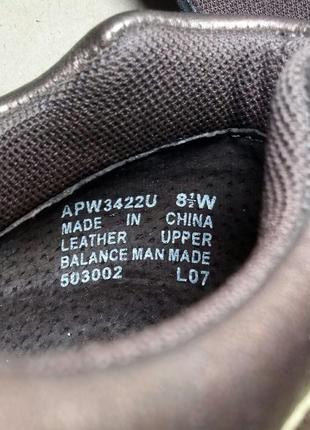 APW3422U 8½W
MADE IN CHINA
LEATHER UPPER
BALANCE MAN MADE
503002 L07